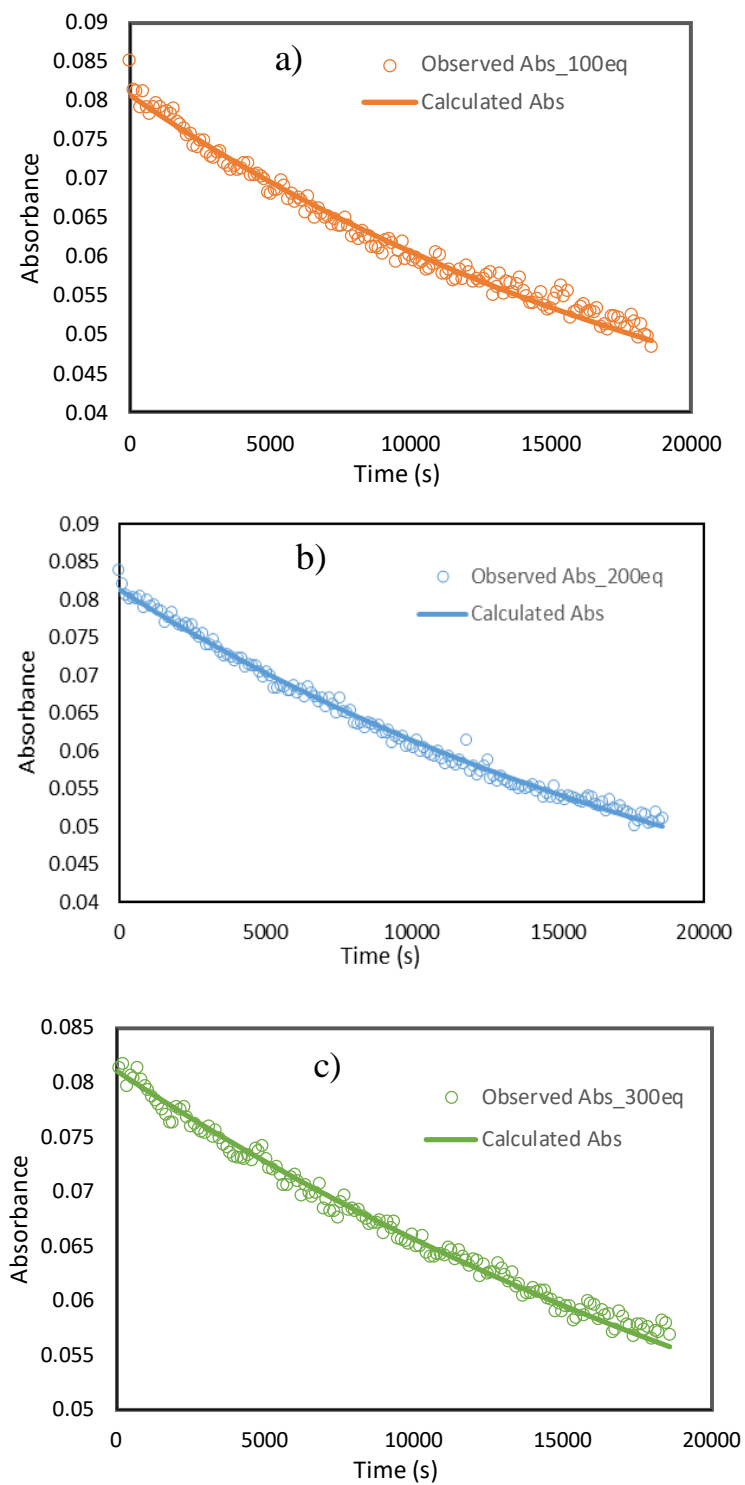 a)
Observed Abs_100eq
Calculated Abs
0.09
0.085
0.08
0.075
0.07
0.065
0.06
0.055
0.05
0.045
0.04
Absorbance
0 5000 10000 15000 20000
Time (s)
b)
Observed Abs_200eq
Calculated Abs
0.09
0.085
0.08
0.075
0.07
0.065
0.06
0.055
0.05
0.045
0.04
Absorbance
0 5000 10000 15000 20000
Time (s)
c)
Observed Abs_300eq
Calculated Abs
0.085
0.08
0.075
0.07
0.065
0.06
0.055
0.05
Absorbance
0 5000 10000 15000 20000
Time (s)